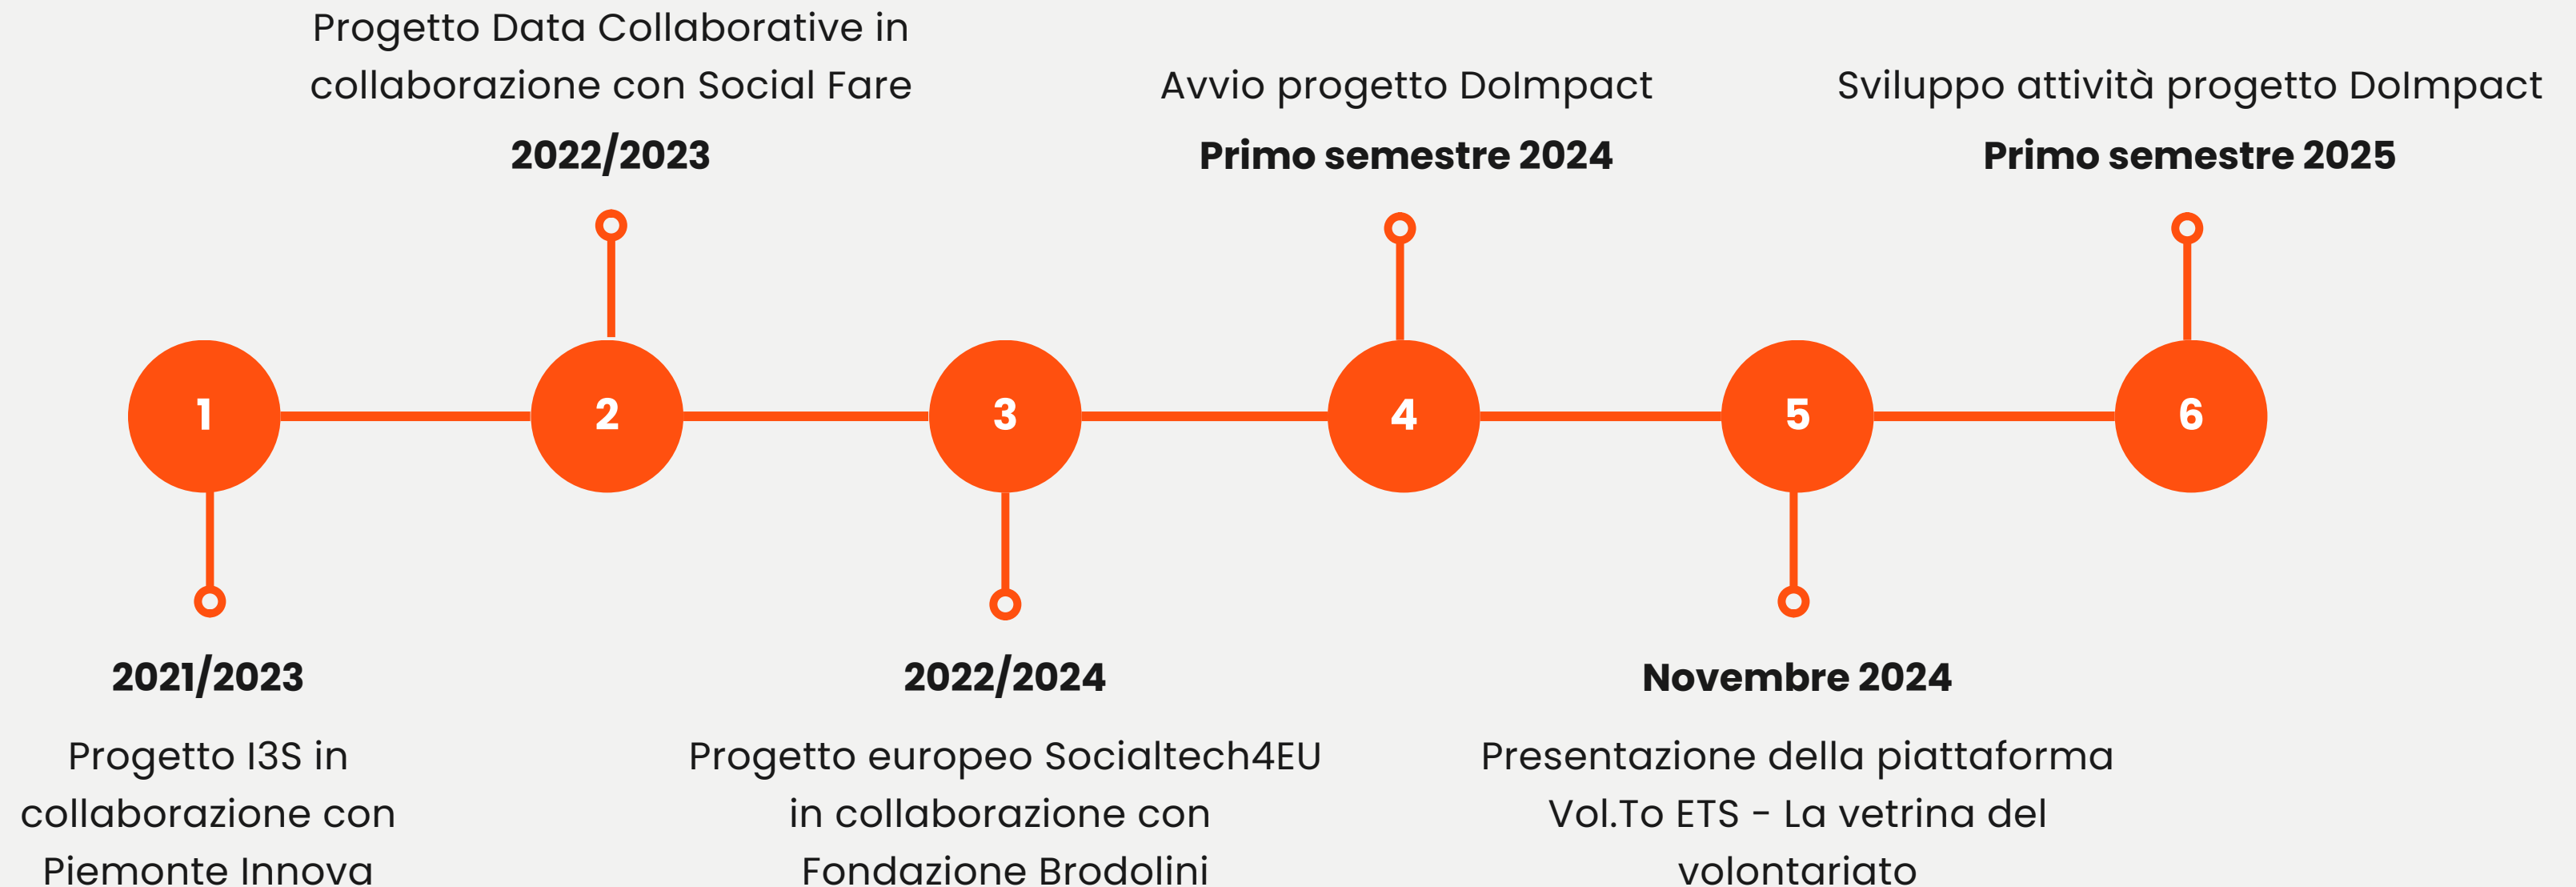 Progetto Data Collaborative in
collaborazione con Social Fare
2022/2023
Avvio progetto DoImpact
Primo semestre 2024
Sviluppo attività progetto DoImpact
Primo semestre 2025
1
2
3
4
5
6
2021/2023
Progetto I3S in
collaborazione con
Piemonte Innova
2022/2024
Progetto europeo Socialtech4EU
in collaborazione con
Fondazione Brodolini
Novembre 2024
Presentazione della piattaforma
Vol.To ETS - La vetrina del
volontariato